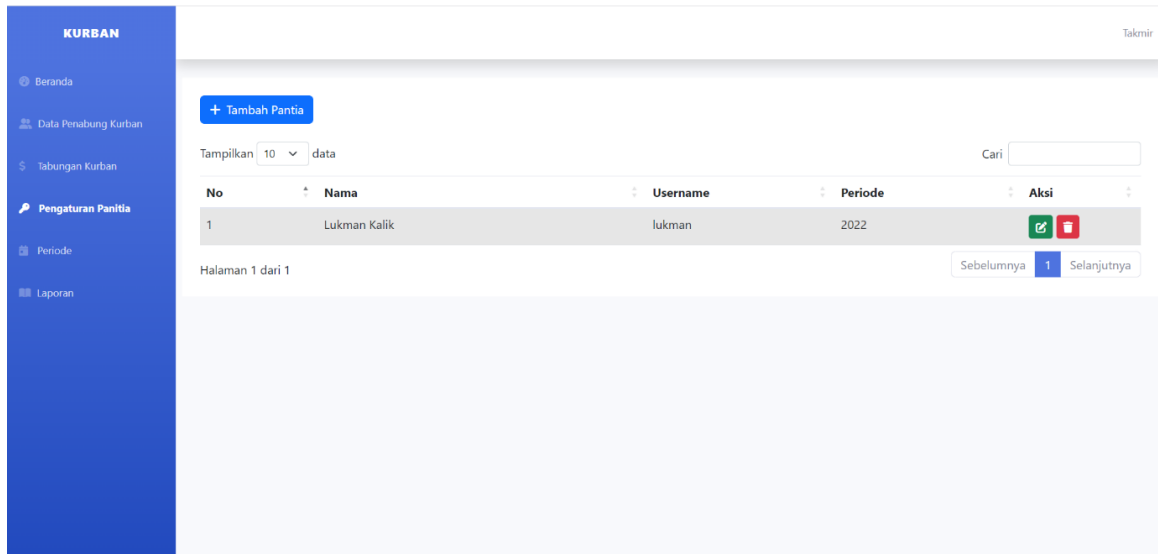 KURBAN
Takmir
Beranda
Data Penabung Kurban
Tabungan Kurban
Pengaturan Panitia
Periode
Laporan
+ Tambah Pantia
Tampilkan 10 data
Cari
No Nama Username Periode Aksi
1 Lukman Kalik lukman 2022
Halaman 1 dari 1
Sebelumnya 1 Selanjutnya